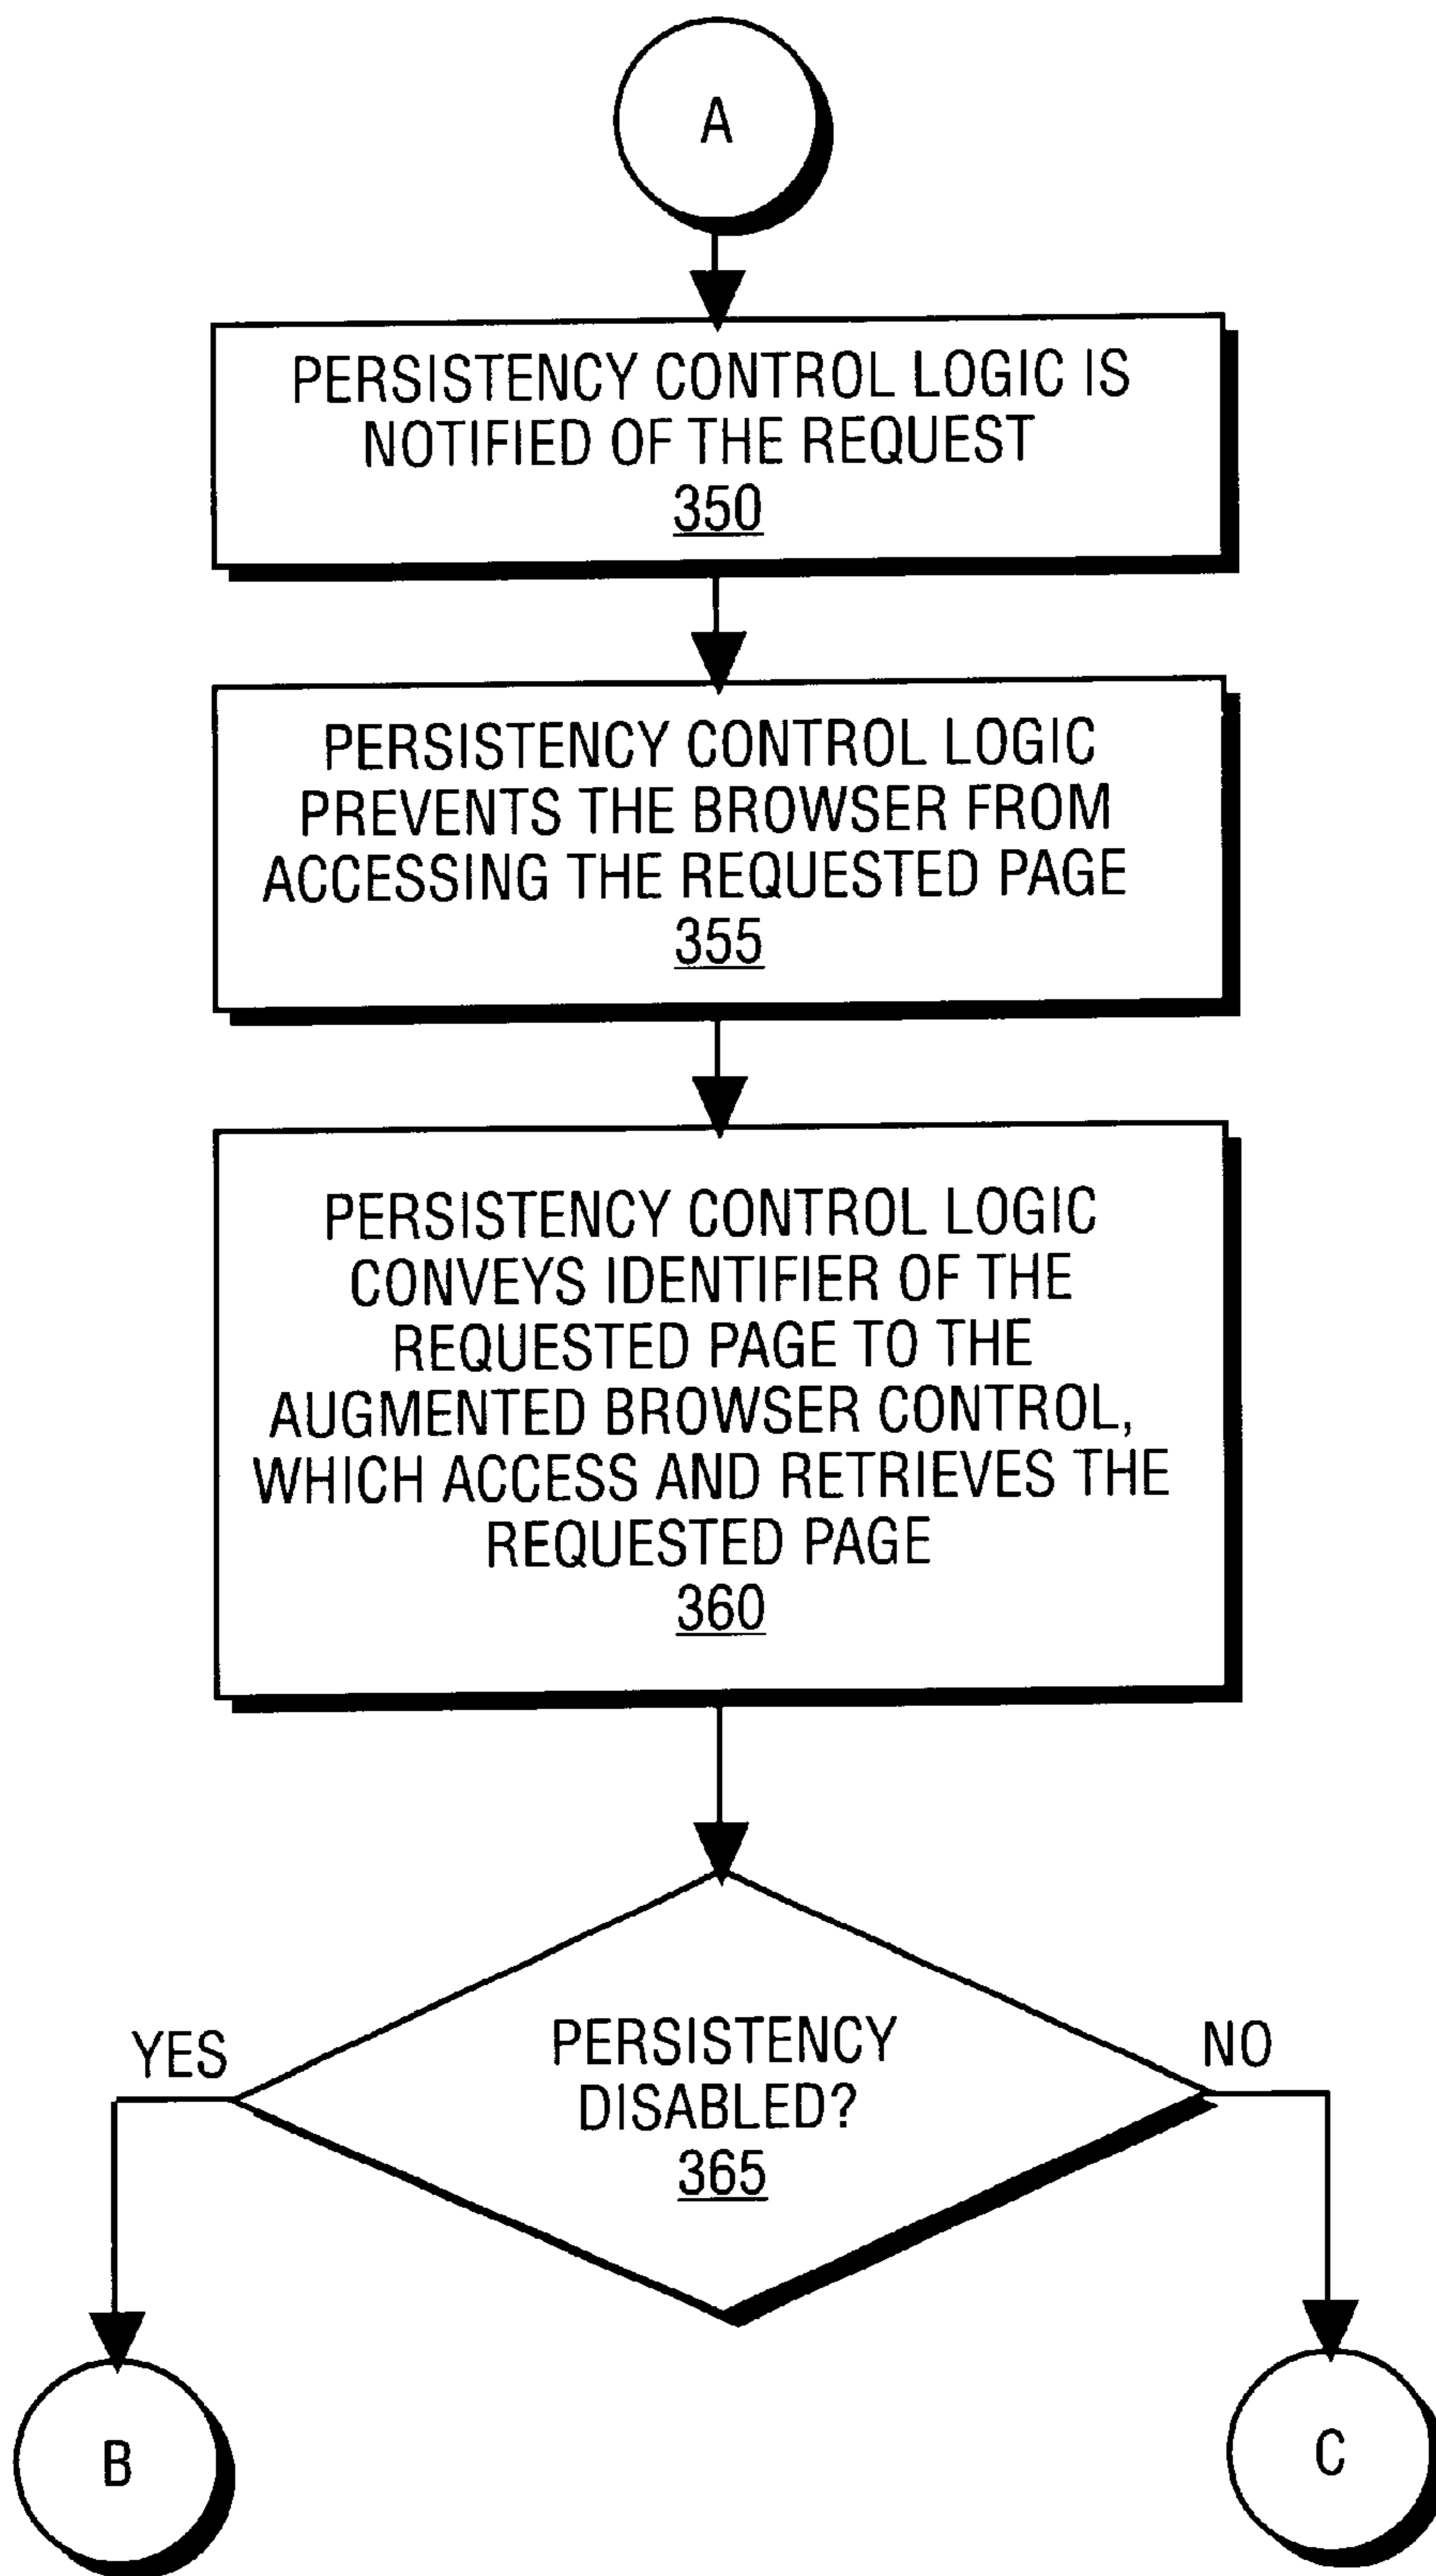 A
PERSISTENCY CONTROL LOGIC IS
NOTIFIED OF THE REQUEST
350
PERSISTENCY CONTROL LOGIC
PREVENTS THE BROWSER FROM
ACCESSING THE REQUESTED PAGE
355
PERSISTENCY CONTROL LOGIC
CONVEYS IDENTIFIER OF THE
REQUESTED PAGE TO THE
AUGMENTED BROWSER CONTROL,
WHICH ACCESS AND RETRIEVES THE
REQUESTED PAGE
360
YES
PERSISTENCY
DISABLED?
365
NO
B
C